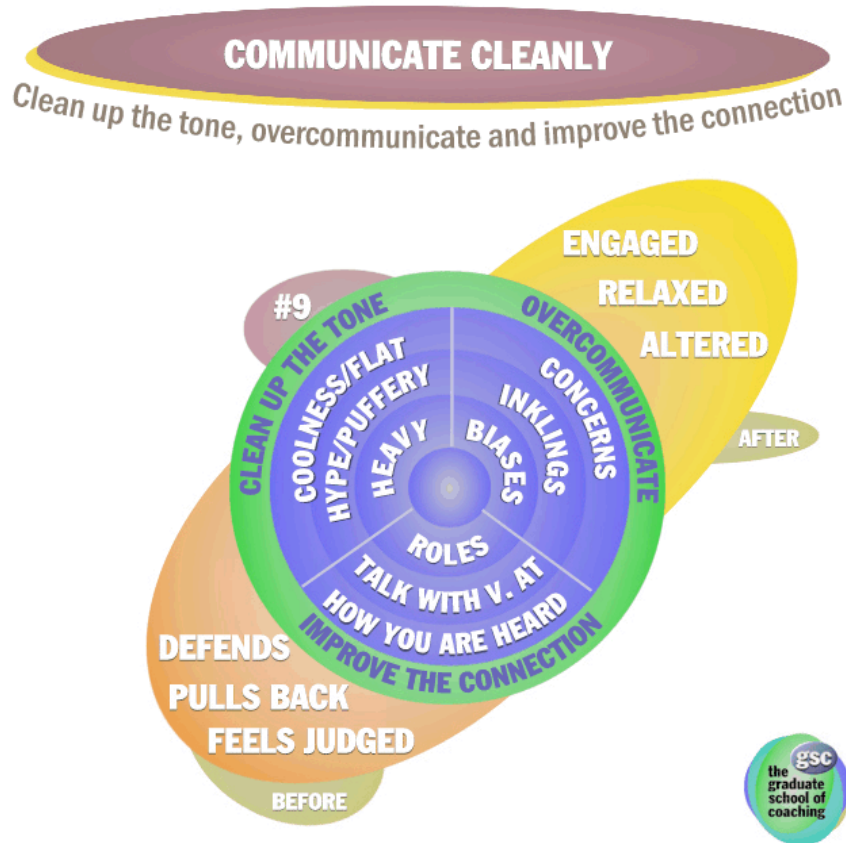 COMMUNICATE CLEANLY
Clean up the tone, overcommunicate and improve the connection
ENGAGED
RELAXED
ALTERED
AFTER
#9
CLEAN UP THE TONE
COOLNESS/FLAT
HYPE/PUFFERY
HEAVY
OVERCOMMUNICATE
CONCERNS
INKLINGS
BIASES
ROLES
TALK WITH V. AT
HOW YOU ARE HEARD
IMPROVE THE CONNECTION
DEFENDS
PULLS BACK
FEELS JUDGED
BEFORE
gsc
the
graduate
school of
coaching